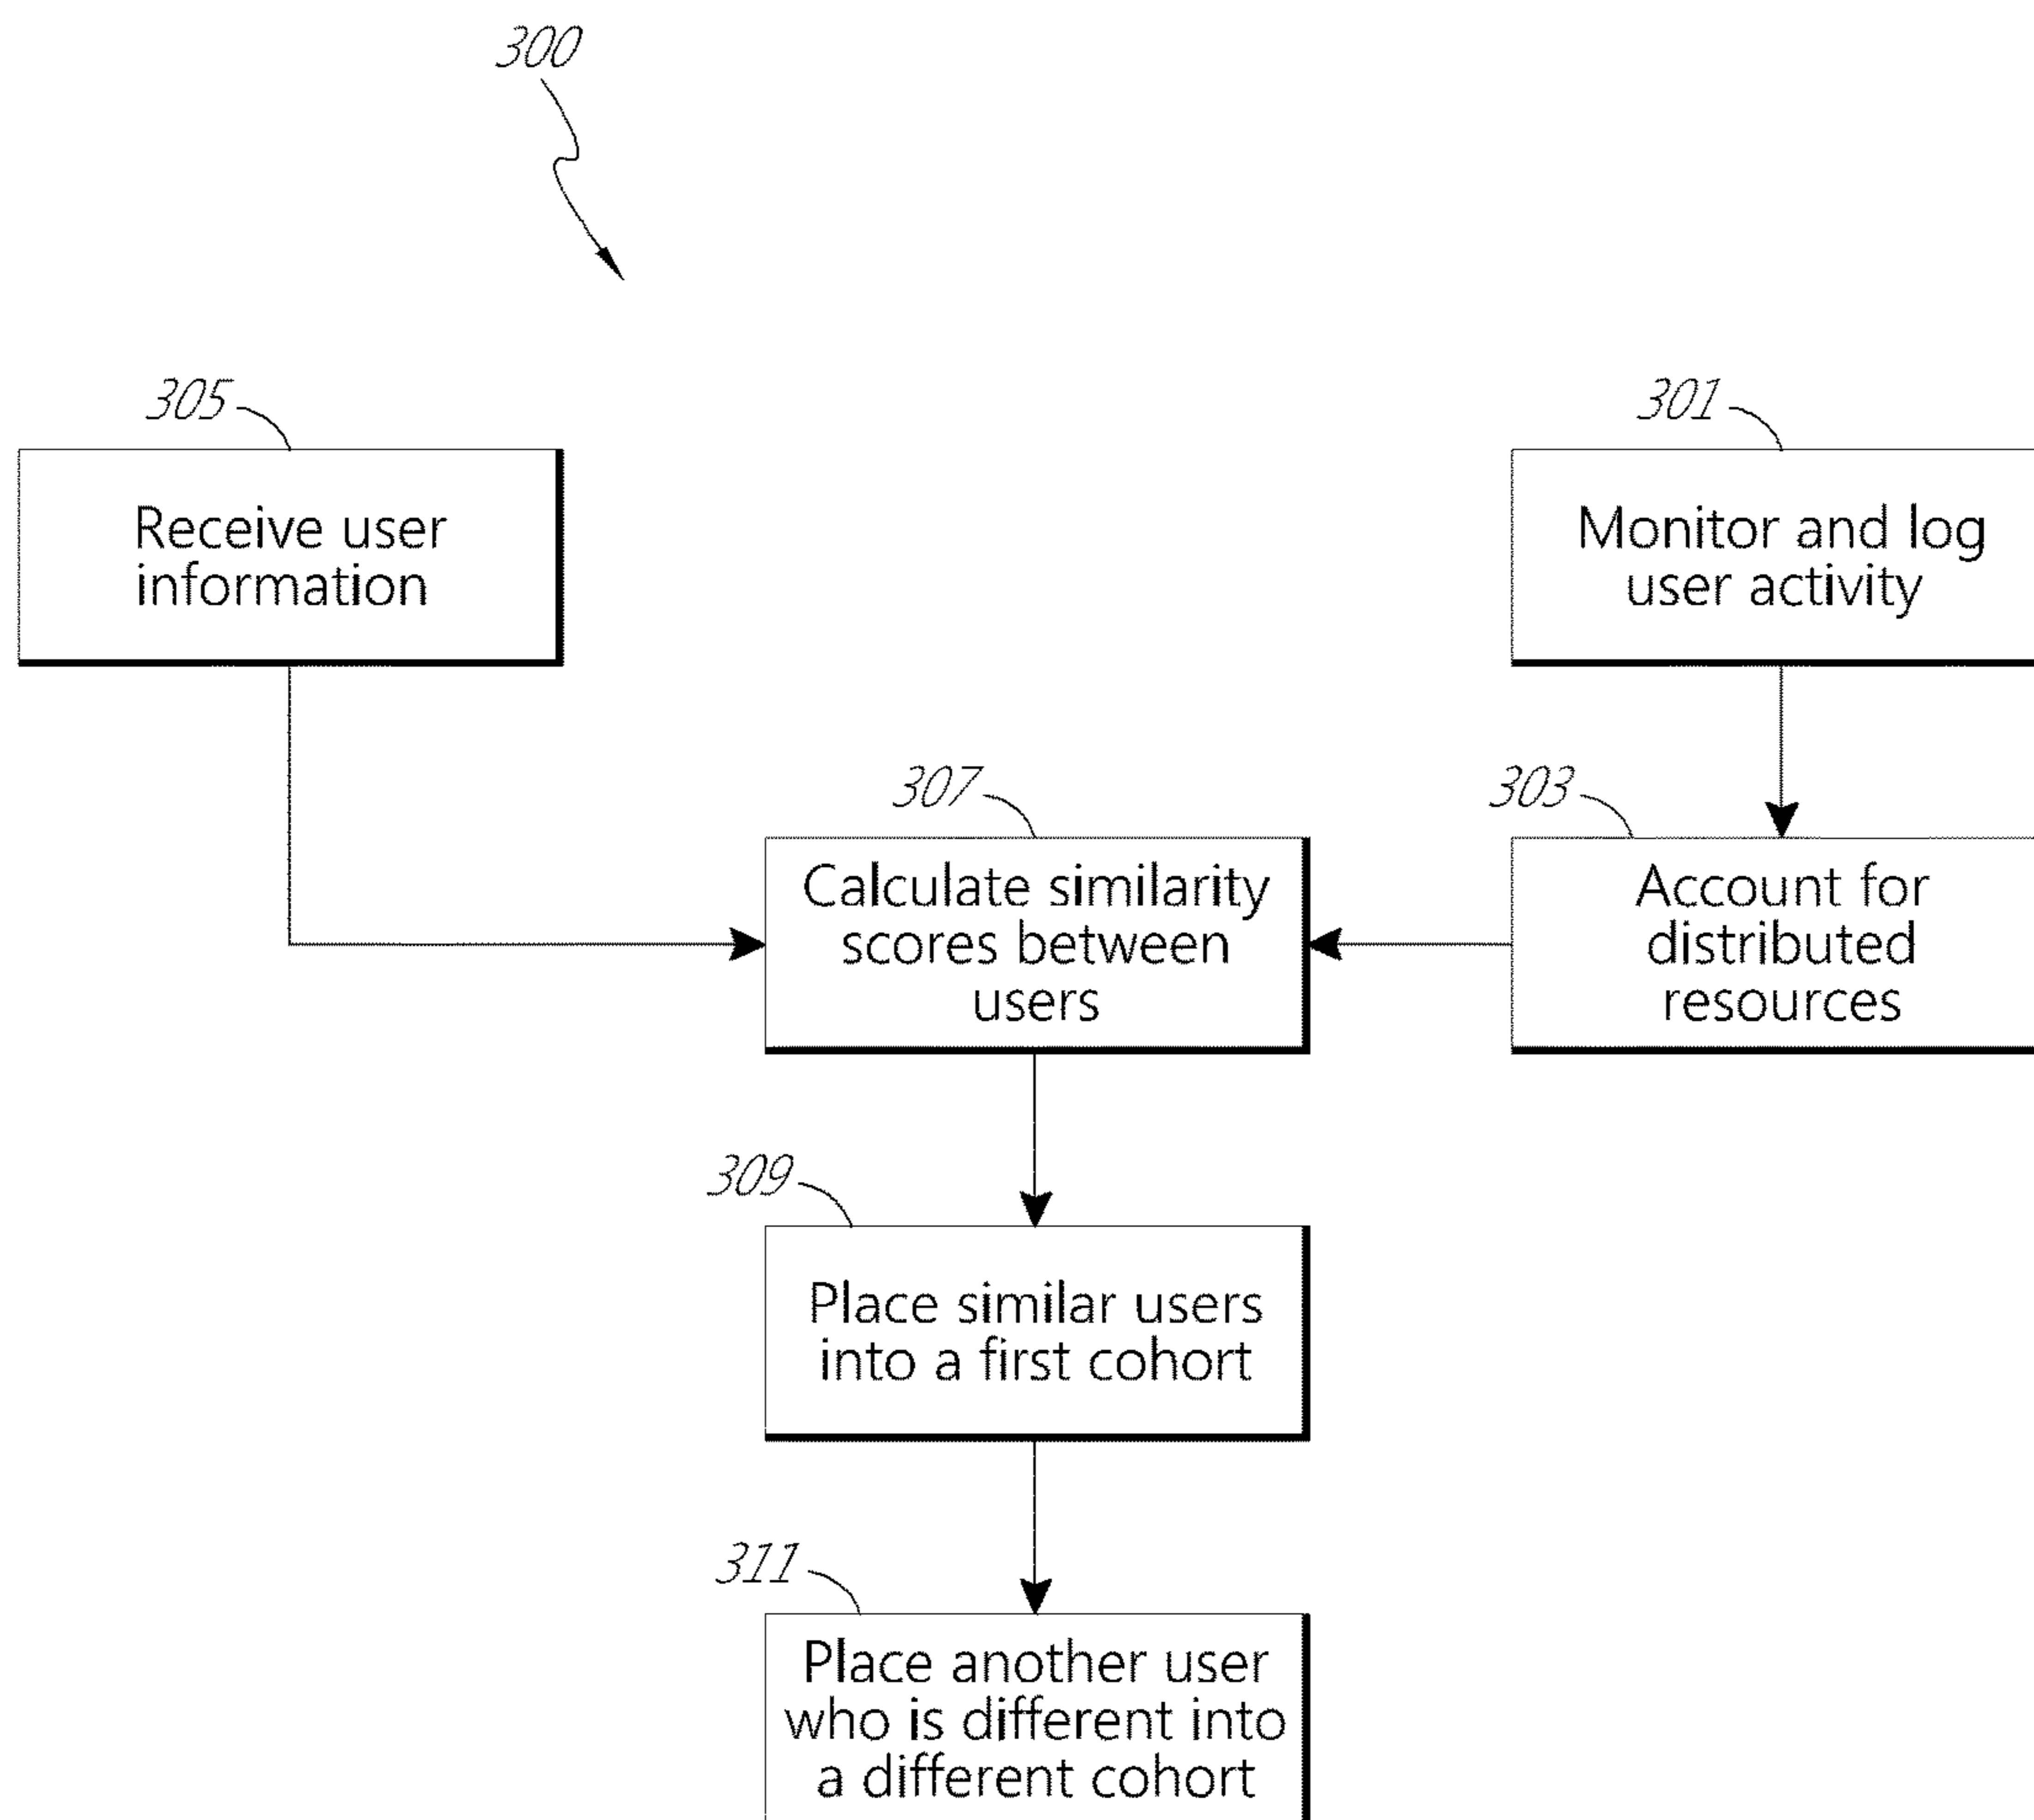 300
305
Receive user
information
301
Monitor and log
user activity
307
Calculate similarity
scores between
users
303
Account for
distributed
resources
309
Place similar users
into a first cohort
311
Place another user
who is different into
a different cohort